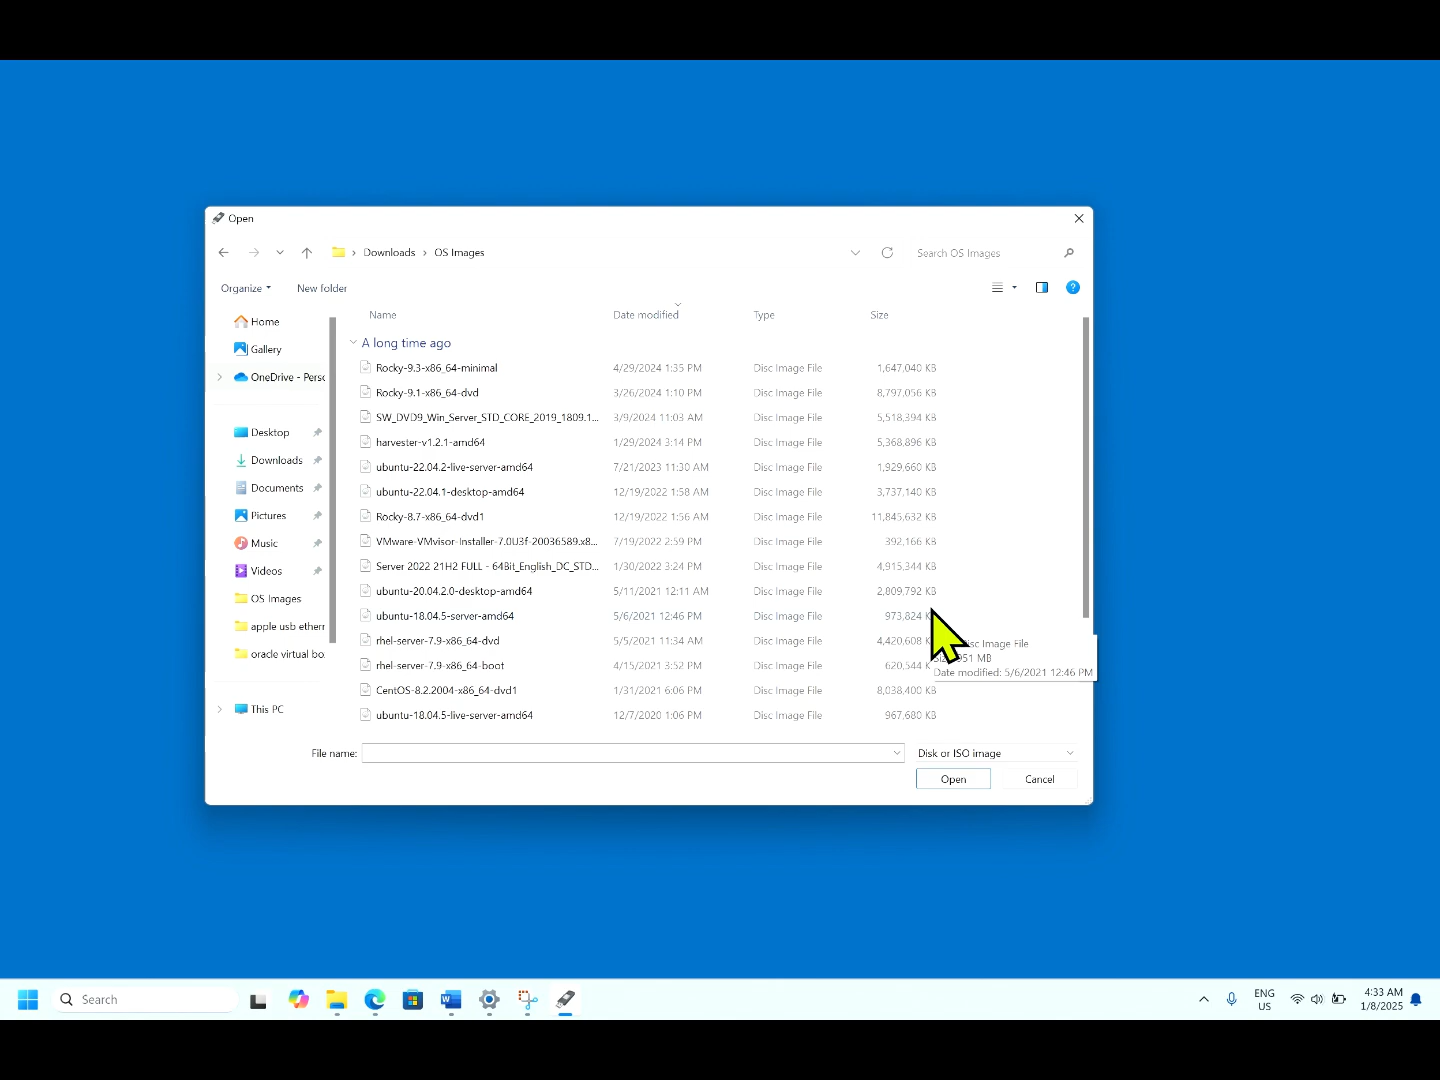 Open
Downloads › OS Images
Search OS Images
Organize
New folder
Name Date modified Type Size
Home
Gallery
OneDrive - Perso
Desktop
Downloads
Documents
Pictures
Music
Videos
OS Images
apple usb ethern
oracle virtual bo
This PC
A long time ago
Rocky-9.3-x86_64-minimal 4/29/2024 1:35 PM Disc Image File 1,647,040 KB
Rocky-9.1-x86_64-dvd 3/26/2024 1:10 PM Disc Image File 8,797,056 KB
SW_DVD9_Win_Server_STD_CORE_2019_1809.1... 3/9/2024 11:03 AM Disc Image File 5,518,394 KB
harvester-v1.2.1-amd64 1/29/2024 3:14 PM Disc Image File 5,368,896 KB
ubuntu-22.04.2-live-server-amd64 7/21/2023 11:30 AM Disc Image File 1,929,660 KB
ubuntu-22.04.1-desktop-amd64 12/19/2022 1:58 AM Disc Image File 3,737,140 KB
Rocky-8.7-x86_64-dvd1 12/19/2022 1:56 AM Disc Image File 11,845,632 KB
VMware-VMvisor-Installer-7.0U3f-20036589.x8... 7/19/2022 2:59 PM Disc Image File 392,166 KB
Server 2022 21H2 FULL - 64Bit_English_DC_STD... 1/30/2022 3:24 PM Disc Image File 4,915,344 KB
ubuntu-20.04.2.0-desktop-amd64 5/11/2021 12:11 AM Disc Image File 2,809,792 KB
ubuntu-18.04.5-server-amd64 5/6/2021 12:46 PM Disc Image File 973,824
rhel-server-7.9-x86_64-dvd 5/5/2021 11:34 AM Disc Image File 4,420,608
rhel-server-7.9-x86_64-boot 4/15/2021 3:52 PM Disc Image File 620,544
CentOS-8.2.2004-x86_64-dvd1 1/31/2021 6:06 PM Disc Image File 8,038,400 KB
ubuntu-18.04.5-live-server-amd64 12/7/2020 1:06 PM Disc Image File 967,680 KB
Image File
951 MB
Date modified: 5/6/2021 12:46 PM
File name:
Disk or ISO image
Open
Cancel
Search
ENG
US
4:33 AM
1/8/2025